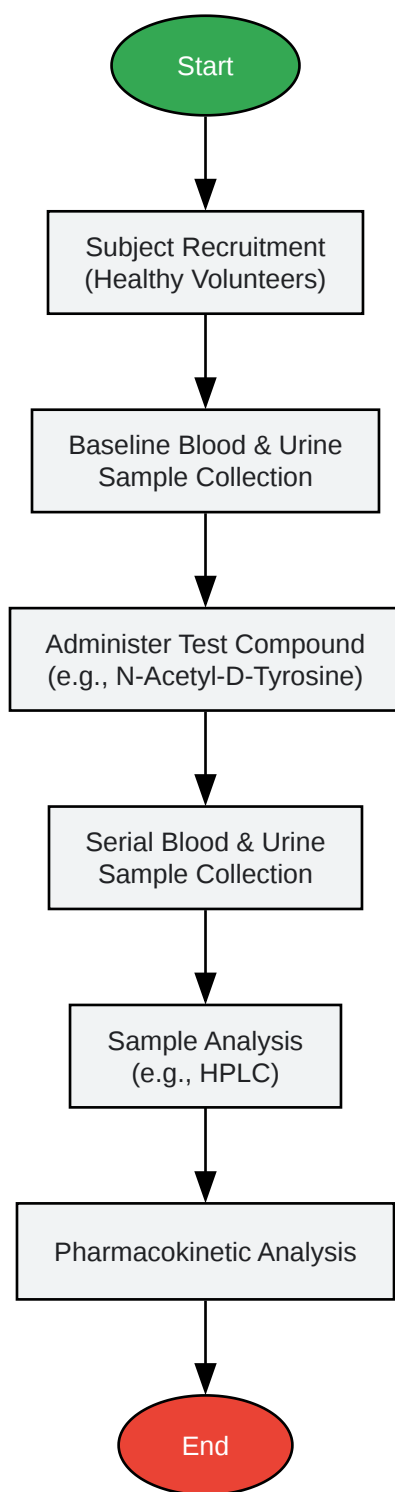 Start
Subject Recruitment
(Healthy Volunteers)
Baseline Blood & Urine
Sample Collection
Administer Test Compound
(e.g., N-Acetyl-D-Tyrosine)
Serial Blood & Urine
Sample Collection
Sample Analysis
(e.g., HPLC)
Pharmacokinetic Analysis
End